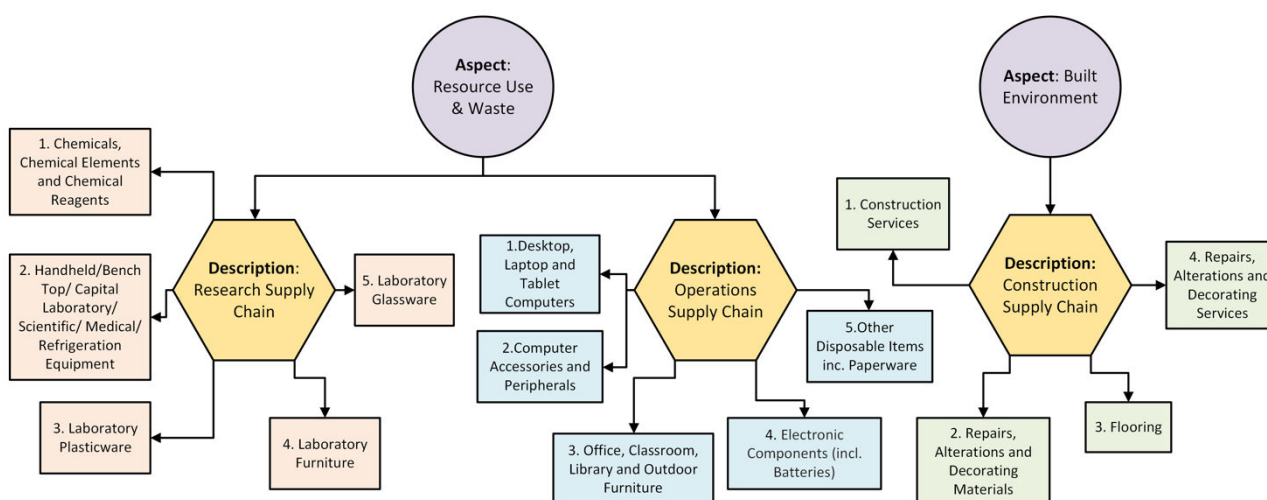 Aspect:
Resource Use
& Waste
Aspect: Built
Environment
1. Chemicals,
Chemical Elements
and Chemical
Reagents
2. Handheld/Bench
Top/ Capital
Laboratory/
Scientific/ Medical/
Refrigeration
Equipment
3. Laboratory
Plasticware
Description:
Research Supply
Chain
4. Laboratory
Furniture
5. Laboratory
Glassware
1.Desktop,
Laptop and
Tablet
Computers
2.Computer
Accessories and
Peripherals
Description:
Operations
Supply Chain
3. Office, Classroom,
Library and Outdoor
Furniture
4. Electronic
Components (incl.
Batteries)
5.Other
Disposable Items
inc. Paperware
1. Construction
Services
Description:
Construction
Supply Chain
2. Repairs,
Alterations and
Decorating
Materials
3. Flooring
4. Repairs,
Alterations and
Decorating
Services